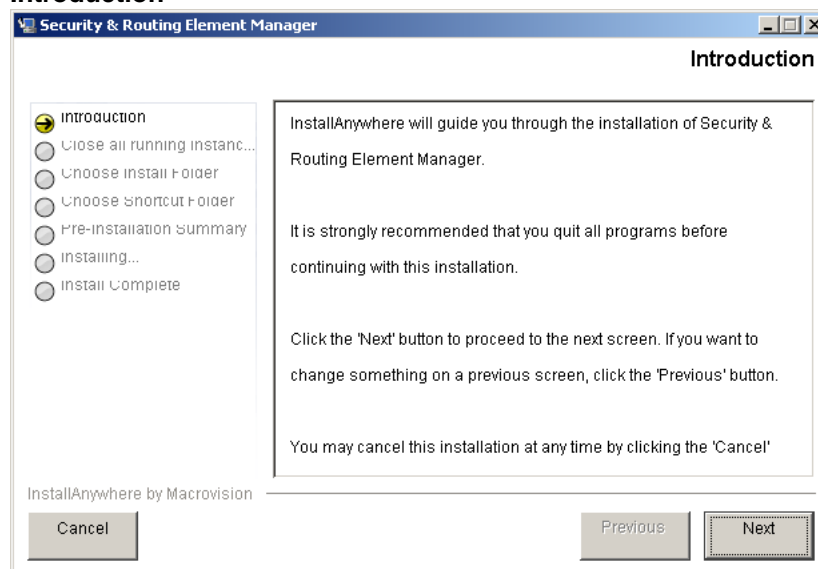 Introduction
Security & Routing Element Manager
Introduction
Introduction
Close all running instanc...
Choose Install Folder
Choose Shortcut Folder
Pre-Installation Summary
Installing...
Install Complete
InstallAnywhere will guide you through the installation of Security &
Routing Element Manager.
It is strongly recommended that you quit all programs before
continuing with this installation.
Click the 'Next' button to proceed to the next screen. If you want to
change something on a previous screen, click the 'Previous' button.
You may cancel this installation at any time by clicking the 'Cancel'
InstallAnywhere by Macrovision
Cancel
Previous
Next